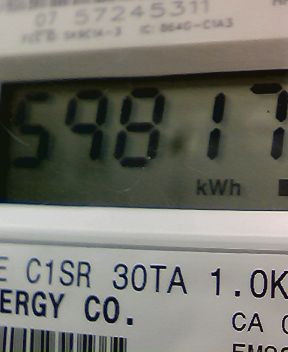 07 57245311
59817
kWh
E C1SR 30TA 1.0K
ERGY CO.
CA